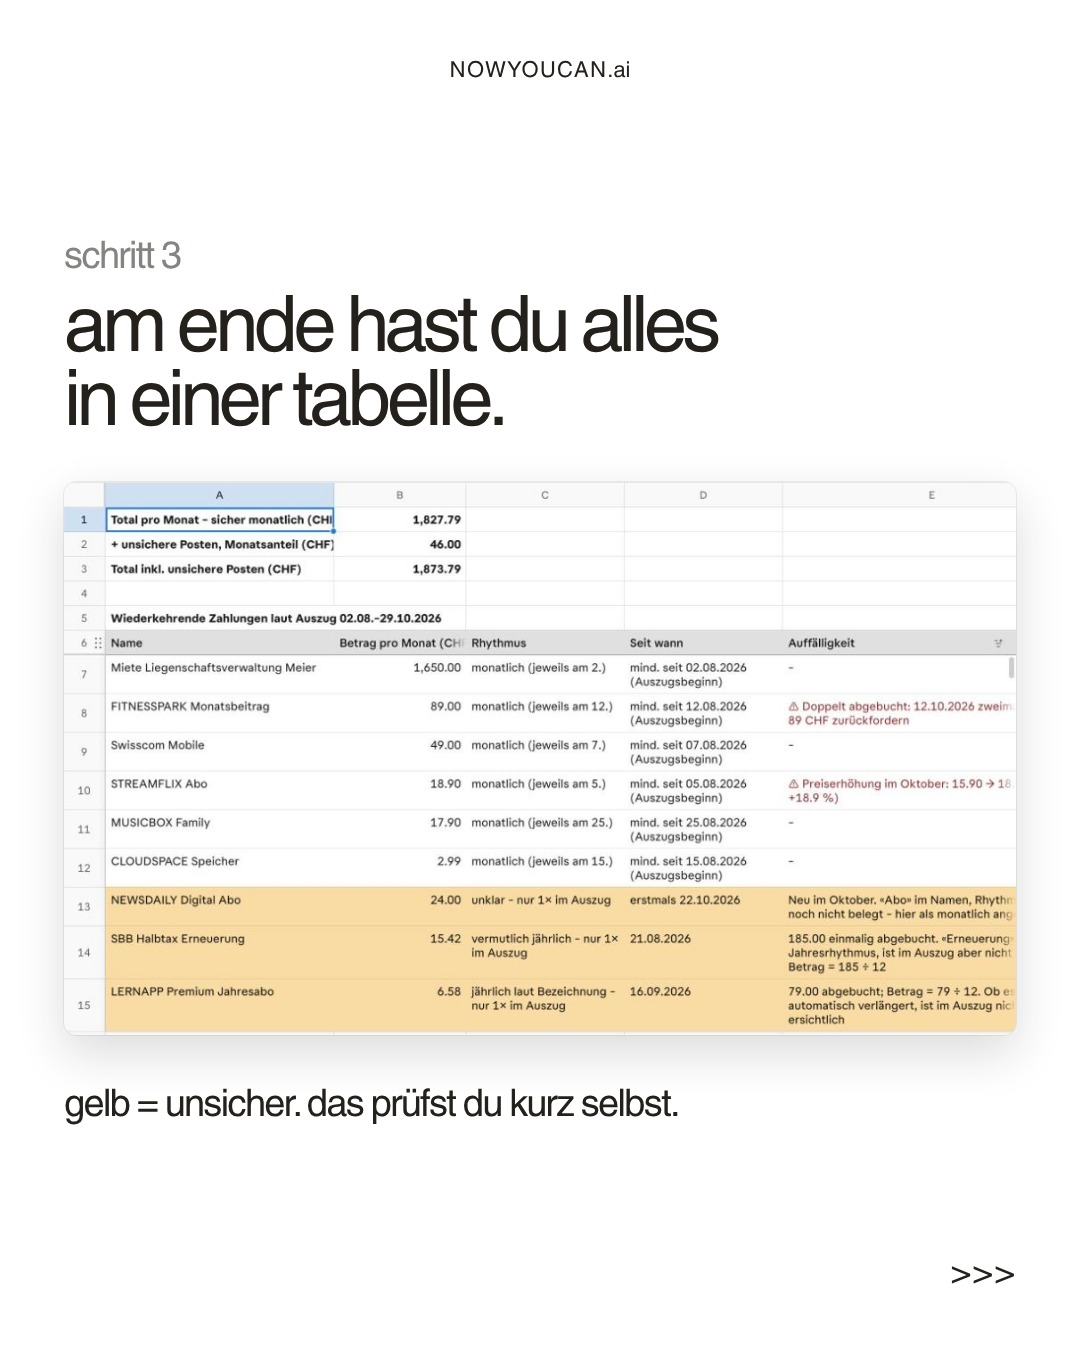 NOWYOUCAN.ai
schritt 3
am ende hast du alles
in einer tabelle.
A B C D E
1 Total pro Monat – sicher monatlich (CHI 1,827.79
2 + unsichere Posten, Monatsanteil (CHF) 46.00
3 Total inkl. unsichere Posten (CHF) 1,873.79
4
5 Wiederkehrende Zahlungen laut Auszug 02.08.–29.10.2026
6 Name Betrag pro Monat (CHF Rhythmus Seit wann Auffälligkeit
7 Miete Liegenschaftsverwaltung Meier 1,650.00 monatlich (jeweils am 2.) mind. seit 02.08.2026 –
(Auszugsbeginn)
8 FITNESSPARK Monatsbeitrag 89.00 monatlich (jeweils am 12.) mind. seit 12.08.2026 ⚠ Doppelt abgebucht: 12.10.2026 zweim
(Auszugsbeginn) 89 CHF zurückfordern
9 Swisscom Mobile 49.00 monatlich (jeweils am 7.) mind. seit 07.08.2026 –
(Auszugsbeginn)
10 STREAMFLIX Abo 18.90 monatlich (jeweils am 5.) mind. seit 05.08.2026 ⚠ Preiserhöhung im Oktober: 15.90 → 18.
(Auszugsbeginn) +18.9 %)
11 MUSICBOX Family 17.90 monatlich (jeweils am 25.) mind. seit 25.08.2026 –
(Auszugsbeginn)
12 CLOUDSPACE Speicher 2.99 monatlich (jeweils am 15.) mind. seit 15.08.2026 –
(Auszugsbeginn)
13 NEWSDAILY Digital Abo 24.00 unklar – nur 1× im Auszug erstmals 22.10.2026 Neu im Oktober. «Abo» im Namen, Rhythm
noch nicht belegt – hier als monatlich ang
14 SBB Halbtax Erneuerung 15.42 vermutlich jährlich – nur 1× 21.08.2026 185.00 einmalig abgebucht. «Erneuerung»
im Auszug Jahresrhythmus, ist im Auszug aber nicht
Betrag = 185 ÷ 12
15 LERNAPP Premium Jahresabo 6.58 jährlich laut Bezeichnung – 16.09.2026 79.00 abgebucht; Betrag = 79 ÷ 12. Ob es
nur 1× im Auszug automatisch verlängert, ist im Auszug nic
ersichtlich
gelb = unsicher. das prüfst du kurz selbst.
>>>